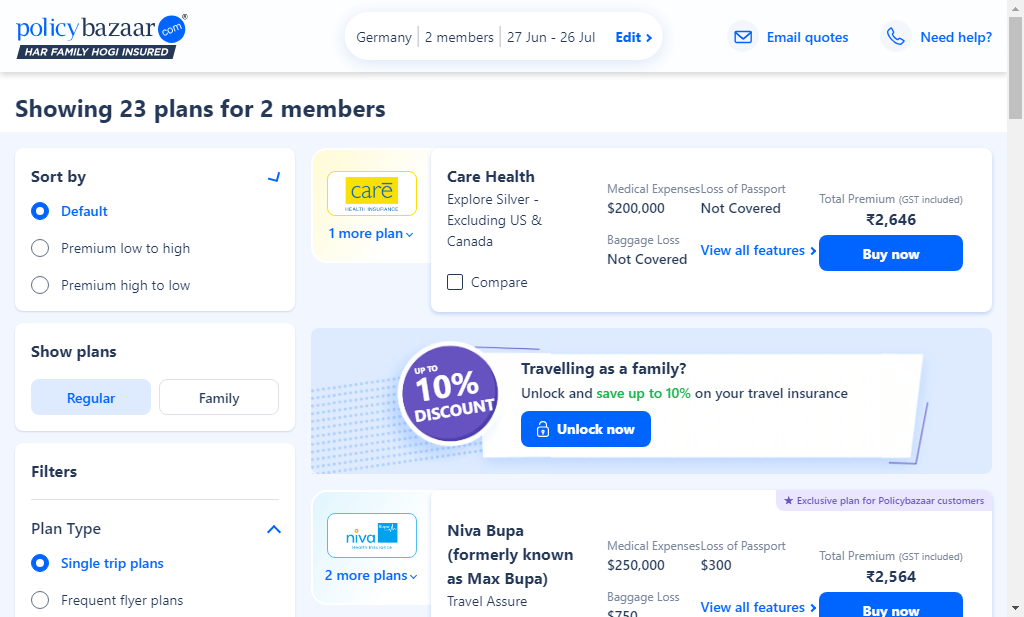 policybazaar.com®
HAR FAMILY HOGI INSURED
Germany
2 members
27 Jun - 26 Jul
Edit
Email quotes
Need help?
Showing 23 plans for 2 members
Sort by
Default
Premium low to high
Premium high to low
Show plans
Regular
Family
Filters
Plan Type
Single trip plans
Frequent flyer plans
carē
HEALTH INSURANCE
1 more plan
Care Health
Explore Silver -
Excluding US &
Canada
Compare
Medical Expenses
$200,000
Loss of Passport
Not Covered
Baggage Loss
Not Covered
View all features
Total Premium (GST included)
₹2,646
Buy now
UP TO
10%
DISCOUNT
Travelling as a family?
Unlock and save up to 10% on your travel insurance
Unlock now
★ Exclusive plan for Policybazaar customers
niva
Bupa
Health Insurance
2 more plans
Niva Bupa
(formerly known
as Max Bupa)
Travel Assure
Medical Expenses
$250,000
Loss of Passport
$300
Baggage Loss
$750
View all features
Total Premium (GST included)
₹2,564
Buy now